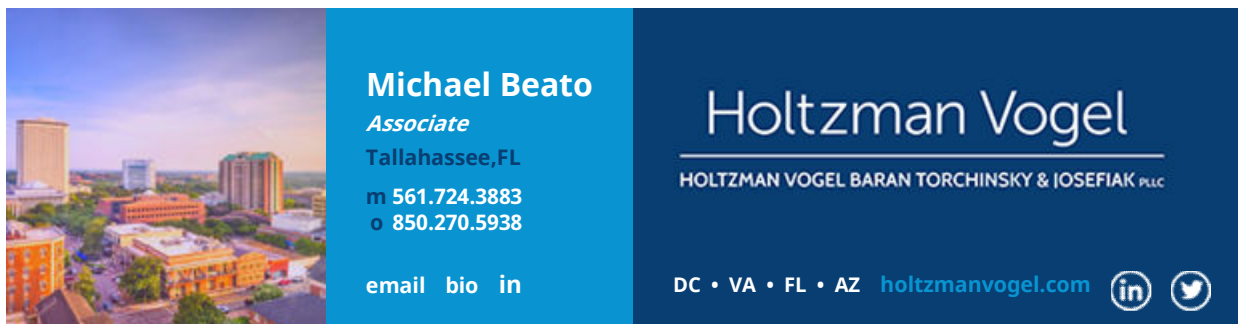 Michael Beato
Associate
Tallahassee,FL
m 561.724.3883
o 850.270.5938
email bio in
Holtzman Vogel
HOLTZMAN VOGEL BARAN TORCHINSKY & JOSEFIAK PLLC
DC • VA • FL • AZ holtzmanvogel.com in